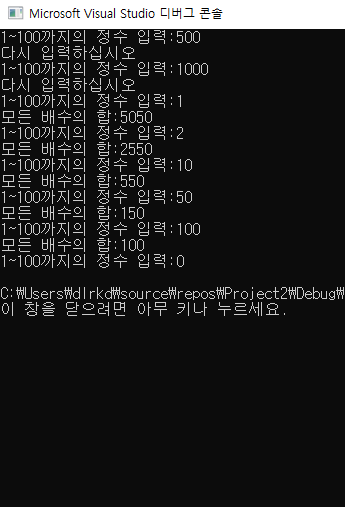 Microsoft Visual Studio 디버그 콘솔
1~100까지의 정수 입력:500
다시 입력하십시오
1~100까지의 정수 입력:1000
다시 입력하십시오
1~100까지의 정수 입력:1
모든 배수의 합:5050
1~100까지의 정수 입력:2
모든 배수의 합:2550
1~100까지의 정수 입력:10
모든 배수의 합:550
1~100까지의 정수 입력:50
모든 배수의 합:150
1~100까지의 정수 입력:100
모든 배수의 합:100
1~100까지의 정수 입력:0
C:₩Users₩dlrkd₩source₩repos₩Project2₩Debug₩
이 창을 닫으려면 아무 키나 누르세요.